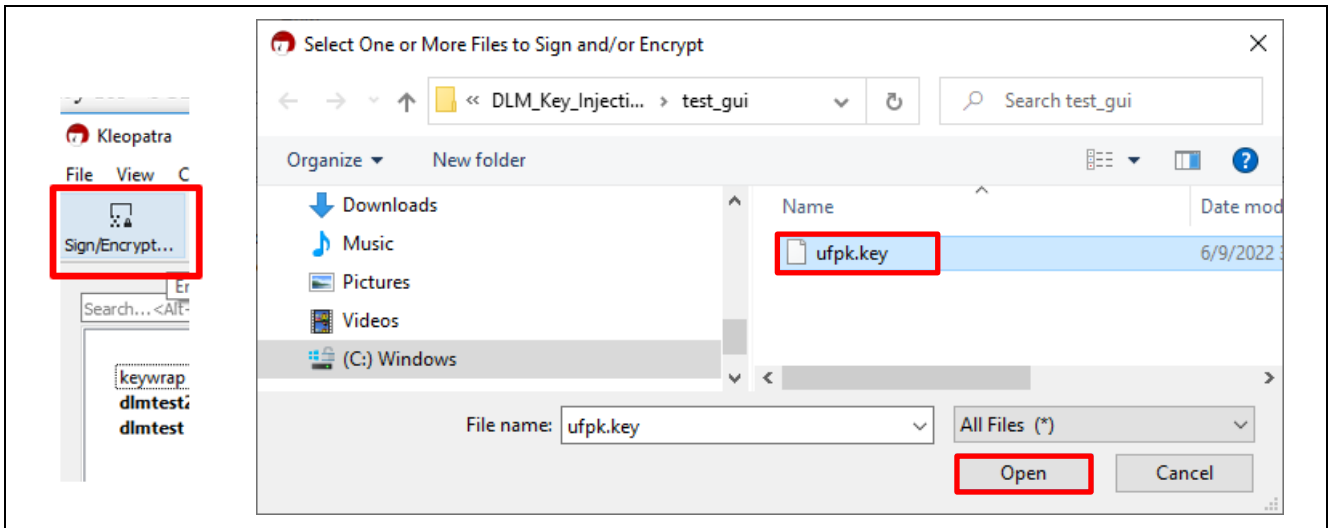 Kleopatra
File View C
Sign/Encrypt...
Er
Search...<Alt-
keywrap
dlmtest2
dlmtest
Select One or More Files to Sign and/or Encrypt
« DLM_Key_Injecti... > test_gui
Search test_gui
Organize
New folder
Downloads
Music
Pictures
Videos
(C:) Windows
Name
Date mod
ufpk.key
6/9/2022
File name: ufpk.key
All Files (*)
Open
Cancel